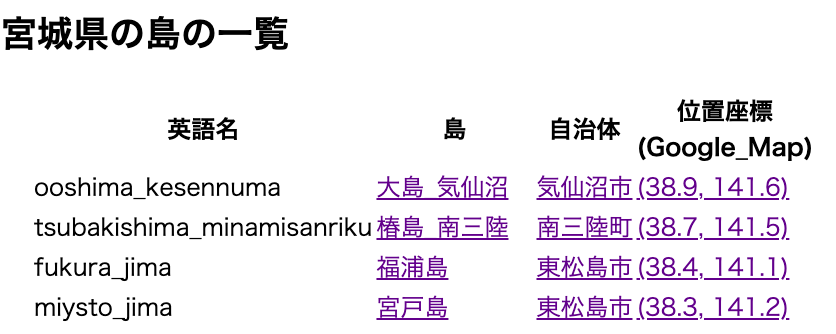 宮城県の島の一覧
英語名 島 自治体 位置座標
(Google_Map)
ooshima_kesennuma 大島_気仙沼 気仙沼市 (38.9, 141.6)
tsubakishima_minamisanriku 椿島_南三陸 南三陸町 (38.7, 141.5)
fukura_jima 福浦島 東松島市 (38.4, 141.1)
miysto_jima 宮戸島 東松島市 (38.3, 141.2)